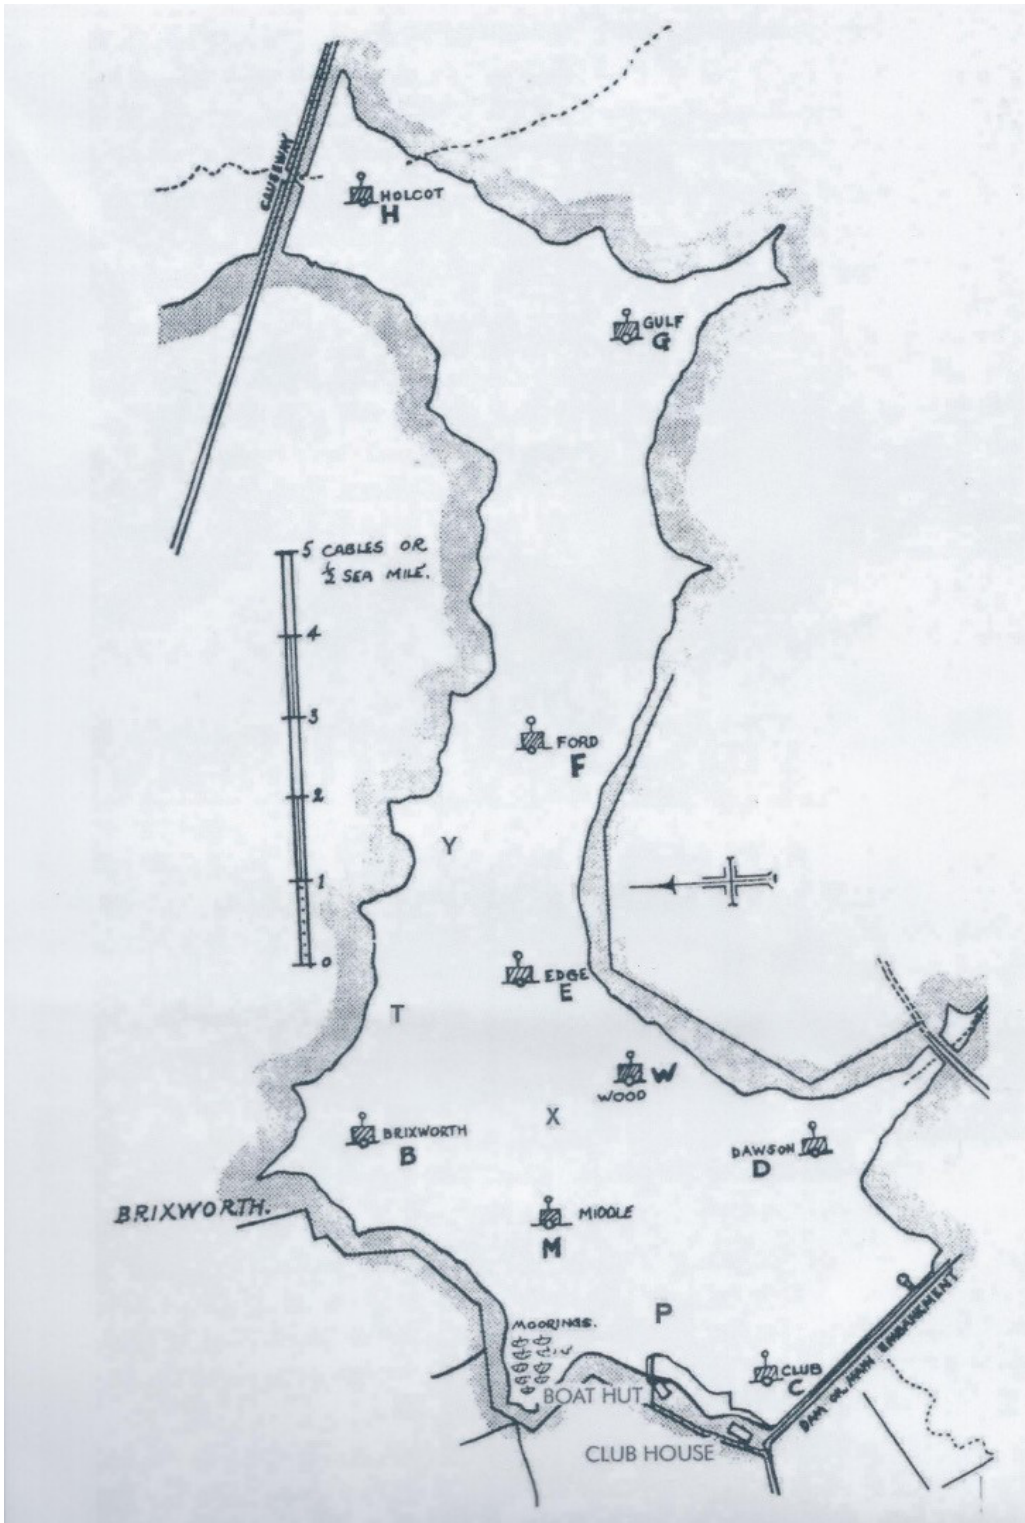 CAUSEWAY
HOLCOT
H
GULF
G
5 CABLES OR
½ SEA MILE.
4
3
2
1
0
FORD
F
Y
EDGE
E
T
WOOD
W
X
BRIXWORTH
B
DAWSON
D
BRIXWORTH.
MIDDLE
M
P
MOORINGS.
CLUB
C
BOAT HUT
CLUB HOUSE
DAM OR MAIN EMBANKMENT